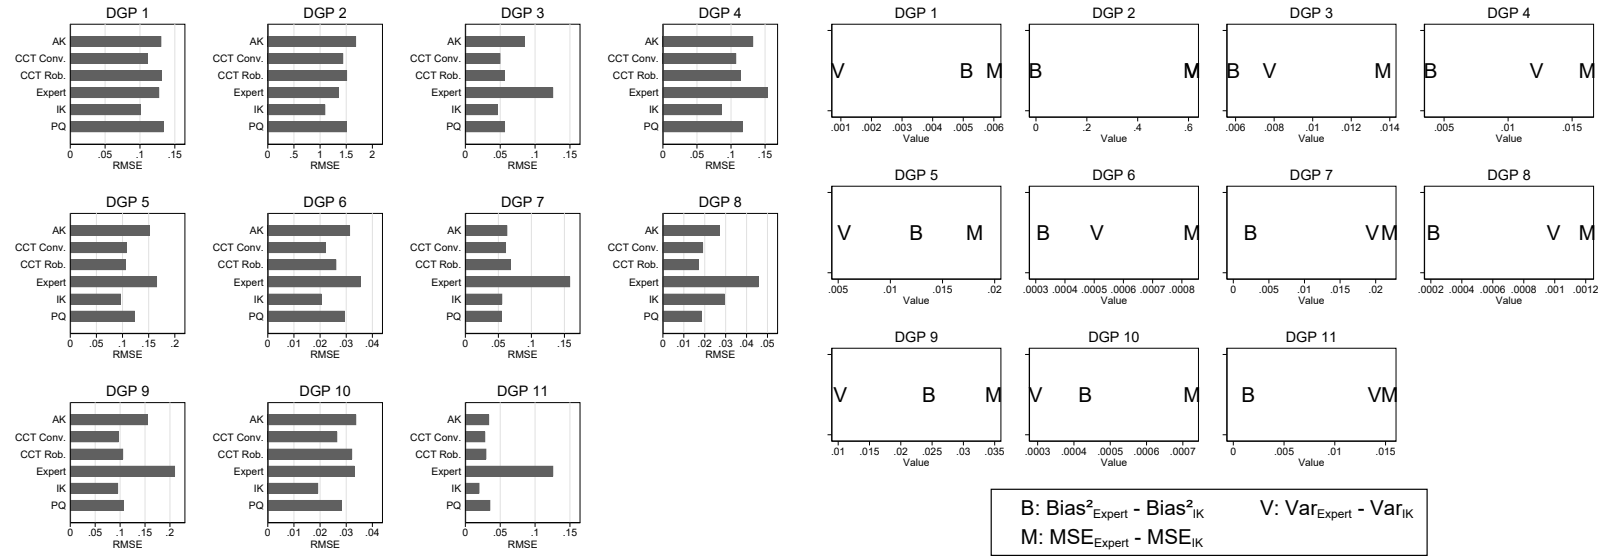 DGP 1
AK
CCT Conv.
CCT Rob.
Expert
IK
PQ
0 .05 .1 .15
RMSE
DGP 2
AK
CCT Conv.
CCT Rob.
Expert
IK
PQ
0 .5 1 1.5 2
RMSE
DGP 3
AK
CCT Conv.
CCT Rob.
Expert
IK
PQ
0 .05 .1 .15
RMSE
DGP 4
AK
CCT Conv.
CCT Rob.
Expert
IK
PQ
0 .05 .1 .15
RMSE
DGP 5
AK
CCT Conv.
CCT Rob.
Expert
IK
PQ
0 .05 .1 .15 .2
RMSE
DGP 6
AK
CCT Conv.
CCT Rob.
Expert
IK
PQ
0 .01 .02 .03 .04
RMSE
DGP 7
AK
CCT Conv.
CCT Rob.
Expert
IK
PQ
0 .05 .1 .15
RMSE
DGP 8
AK
CCT Conv.
CCT Rob.
Expert
IK
PQ
0 .01 .02 .03 .04 .05
RMSE
DGP 9
AK
CCT Conv.
CCT Rob.
Expert
IK
PQ
0 .05 .1 .15 .2
RMSE
DGP 10
AK
CCT Conv.
CCT Rob.
Expert
IK
PQ
0 .01 .02 .03 .04
RMSE
DGP 11
AK
CCT Conv.
CCT Rob.
Expert
IK
PQ
0 .05 .1 .15
RMSE
DGP 1
V B M
.001 .002 .003 .004 .005 .006
Value
DGP 2
B M
0 .2 .4 .6
Value
DGP 3
B V M
.006 .008 .01 .012 .014
Value
DGP 4
B V M
.005 .01 .015
Value
DGP 5
V B M
.005 .01 .015 .02
Value
DGP 6
B V M
.0003 .0004 .0005 .0006 .0007 .0008
Value
DGP 7
B V M
0 .005 .01 .015 .02
Value
DGP 8
B V M
.0002 .0004 .0006 .0008 .001 .0012
Value
DGP 9
V B M
.01 .015 .02 .025 .03 .035
Value
DGP 10
V B M
.0003 .0004 .0005 .0006 .0007
Value
DGP 11
B V M
0 .005 .01 .015
Value
B: Bias²Expert - Bias²IK V: VarExpert - VarIK
M: MSEExpert - MSEIK